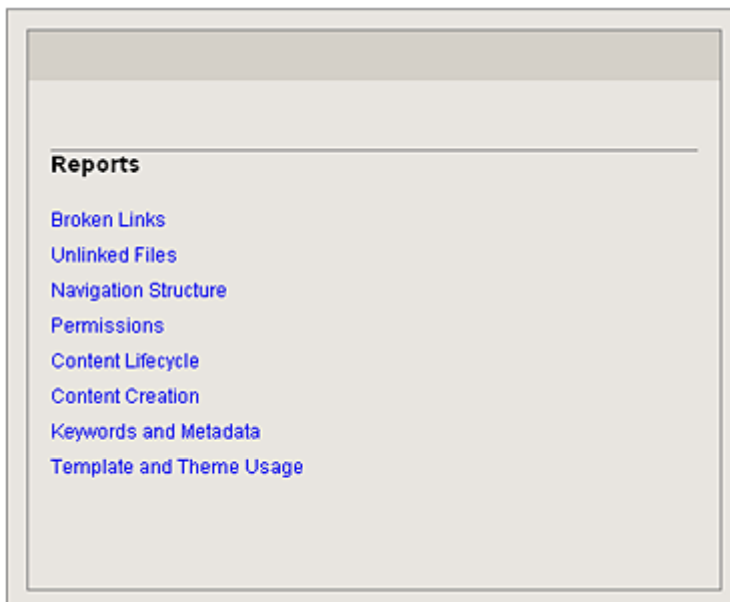 Reports
Broken Links
Unlinked Files
Navigation Structure
Permissions
Content Lifecycle
Content Creation
Keywords and Metadata
Template and Theme Usage